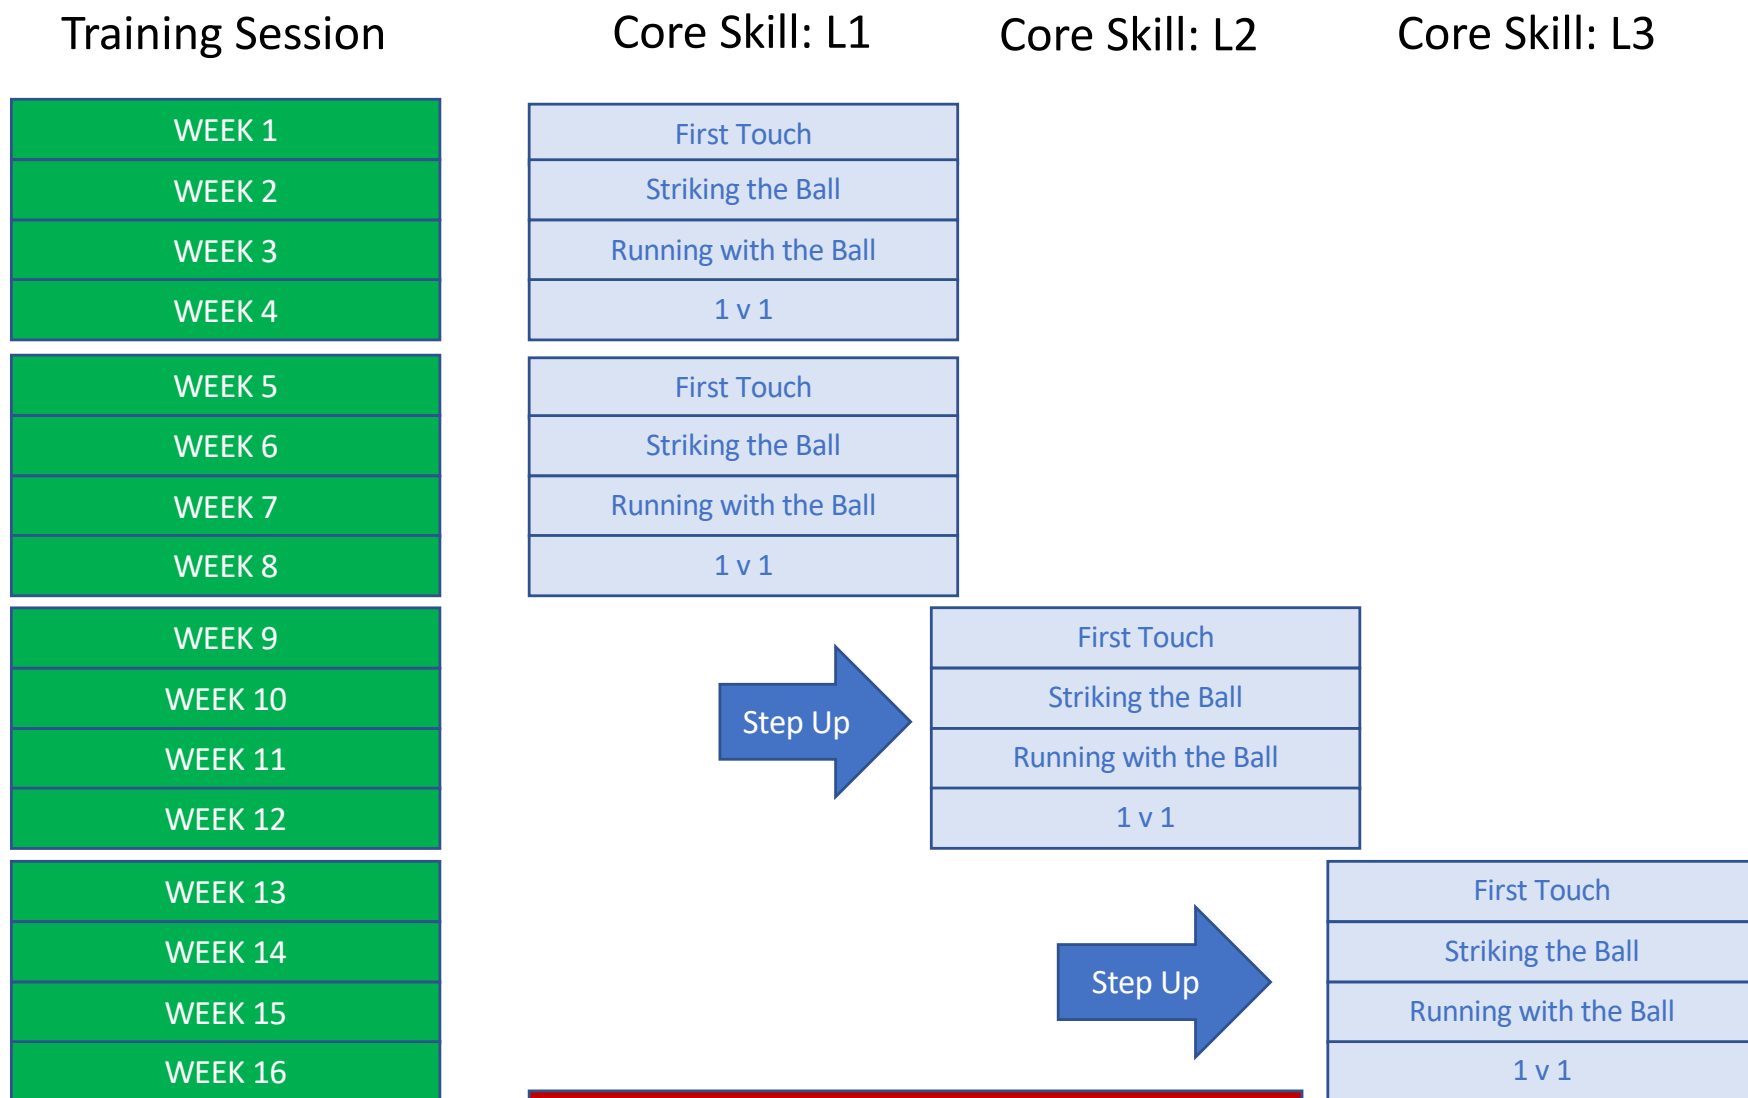 Training Session
Core Skill: L1
Core Skill: L2
Core Skill: L3
WEEK 1
First Touch
WEEK 2
Striking the Ball
WEEK 3
Running with the Ball
WEEK 4
1 v 1
WEEK 5
First Touch
WEEK 6
Striking the Ball
WEEK 7
Running with the Ball
WEEK 8
1 v 1
WEEK 9
First Touch
WEEK 10
Striking the Ball
Step Up
WEEK 11
Running with the Ball
WEEK 12
1 v 1
WEEK 13
First Touch
WEEK 14
Striking the Ball
Step Up
WEEK 15
Running with the Ball
WEEK 16
1 v 1